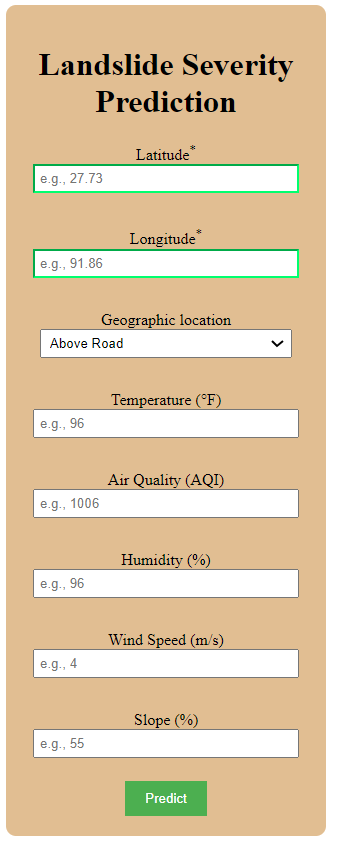 Landslide Severity
Prediction
Latitude*
e.g., 27.73
Longitude*
e.g., 91.86
Geographic location
Above Road
Temperature (°F)
e.g., 96
Air Quality (AQI)
e.g., 1006
Humidity (%)
e.g., 96
Wind Speed (m/s)
e.g., 4
Slope (%)
e.g., 55
Predict